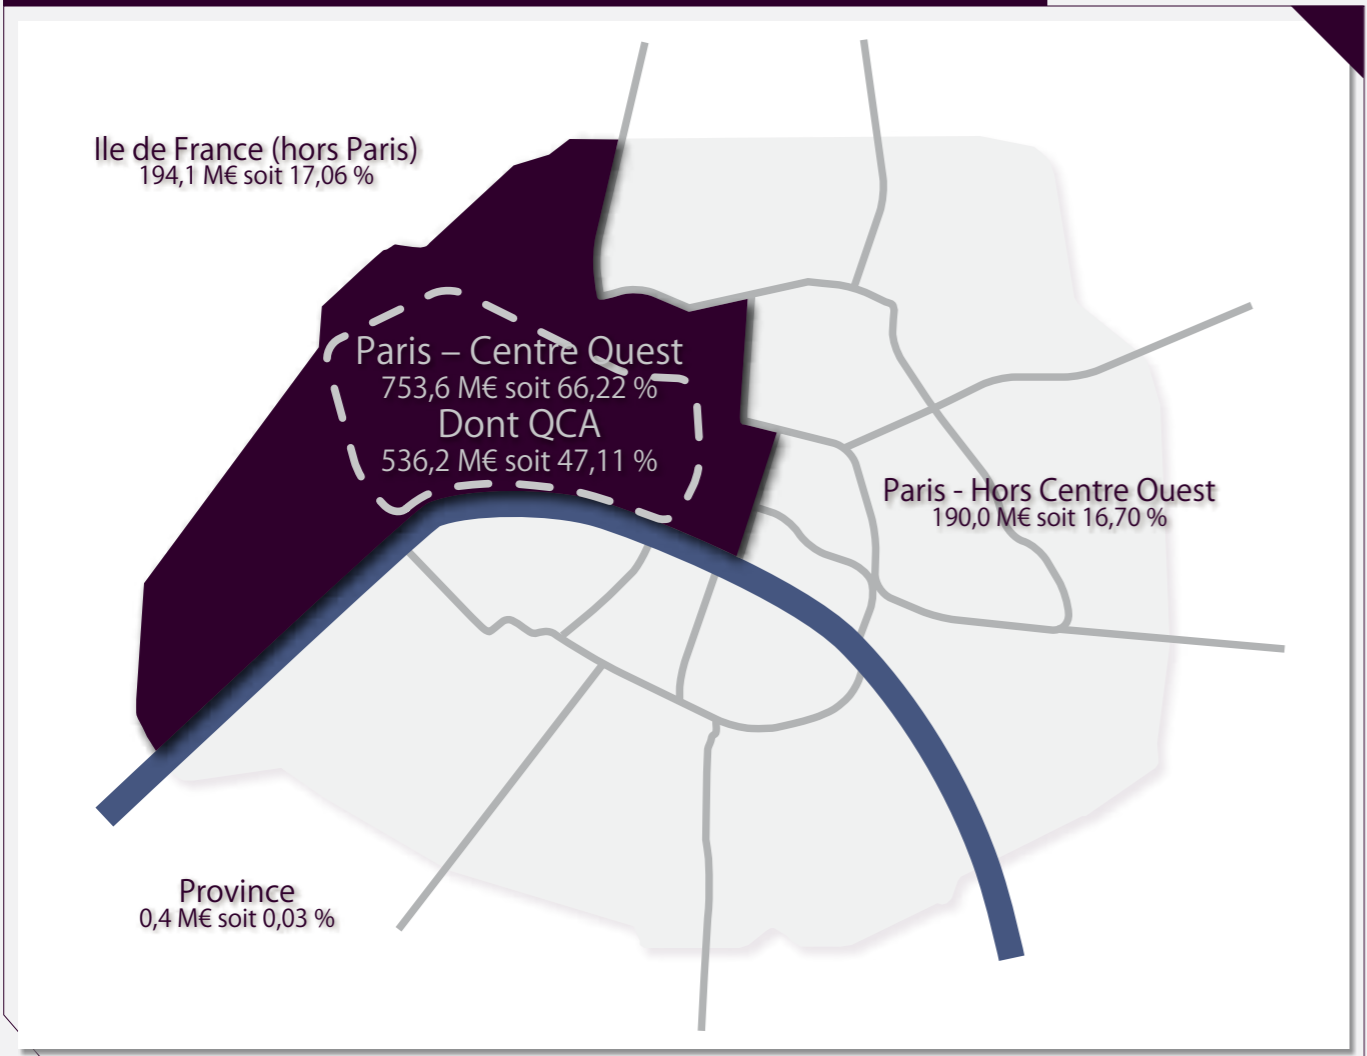 Ile de France (hors Paris)
194,1 M€ soit 17,06 %
Paris – Centre Ouest
753,6 M€ soit 66,22 %
Dont QCA
536,2 M€ soit 47,11 %
Paris - Hors Centre Ouest
190,0 M€ soit 16,70 %
Province
0,4 M€ soit 0,03 %